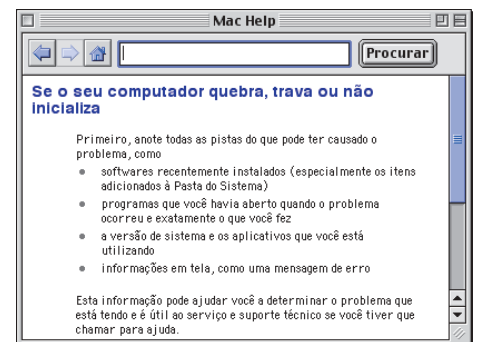 Mac Help
Procurar
Se o seu computador quebra, trava ou não
inicializa
Primeiro, anote todas as pistas do que pode ter causado o
problema, como
softwares recentemente instalados (especialmente os itens
adicionados à Pasta do Sistema)
programas que você havia aberto quando o problema
ocorreu e exatamente o que você fez
a versão de sistema e os aplicativos que você está
utilizando
informações em tela, como uma mensagem de erro
Esta informação pode ajudar você a determinar o problema que
está tendo e é útil ao serviço e suporte técnico se você tiver que
chamar para ajuda.